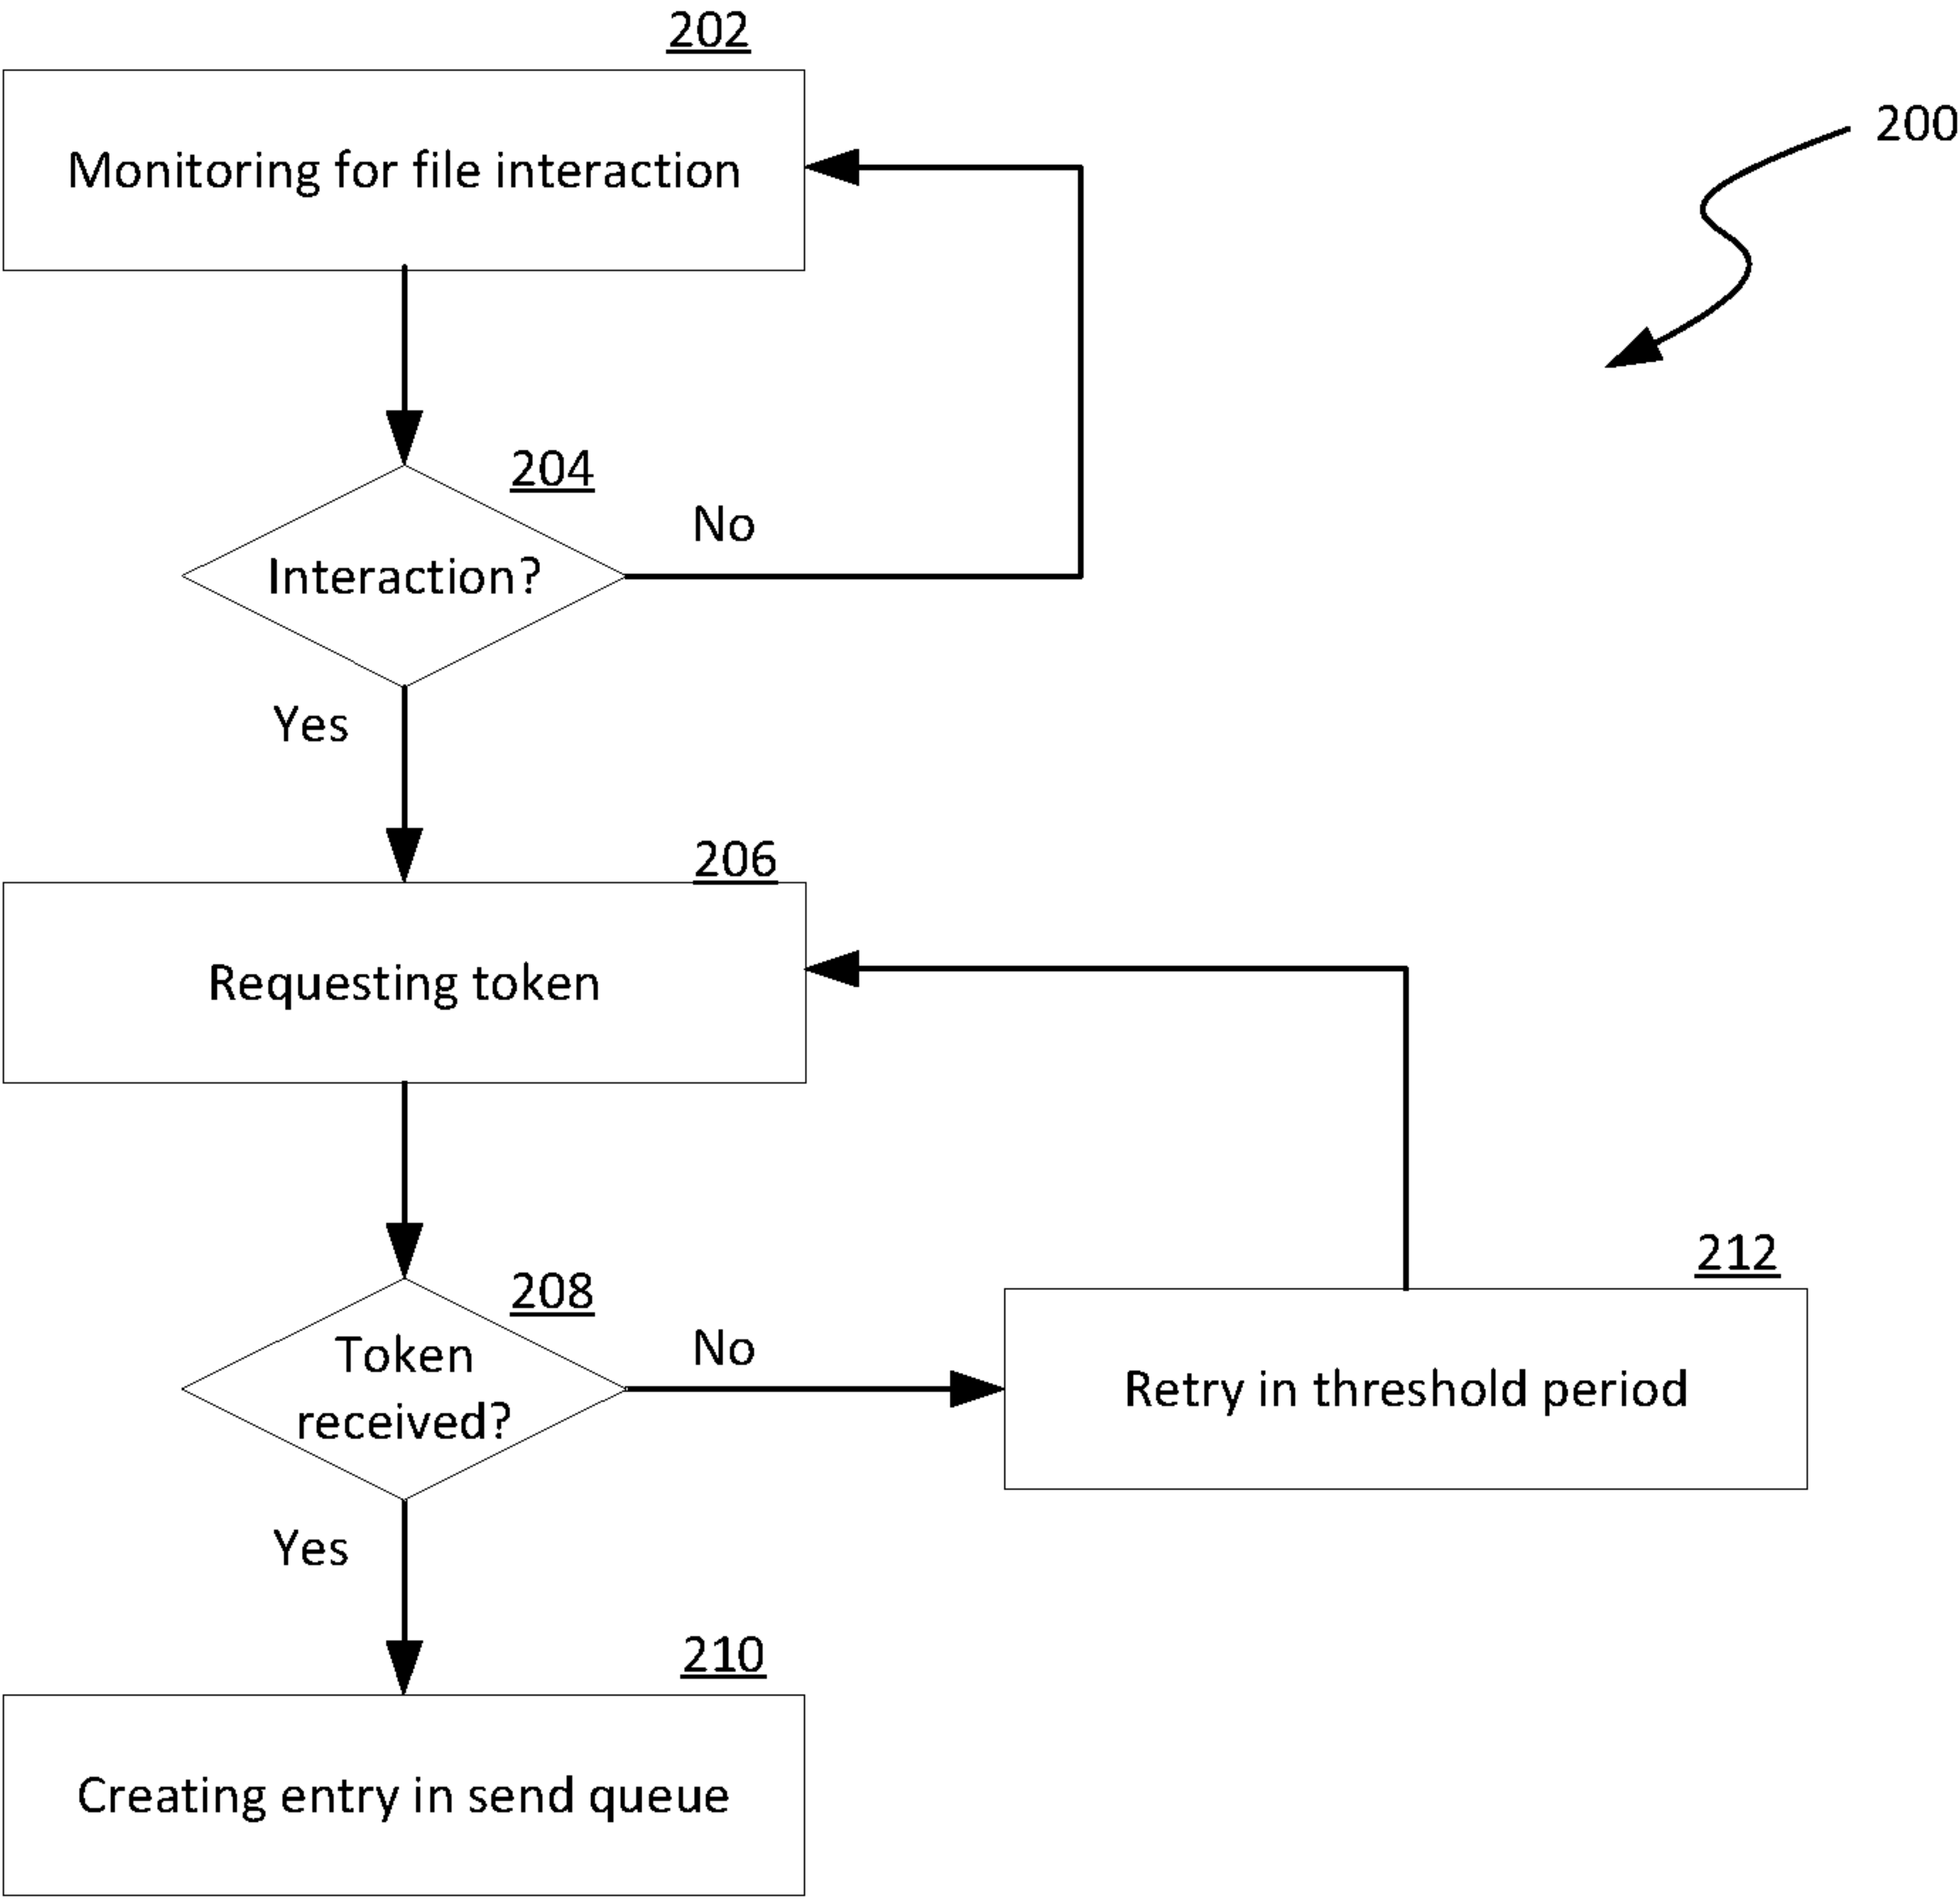 202
200
Monitoring for file interaction
204
No
Interaction?
Yes
206
Requesting token
208
212
Token
received?
No
Retry in threshold period
Yes
210
Creating entry in send queue